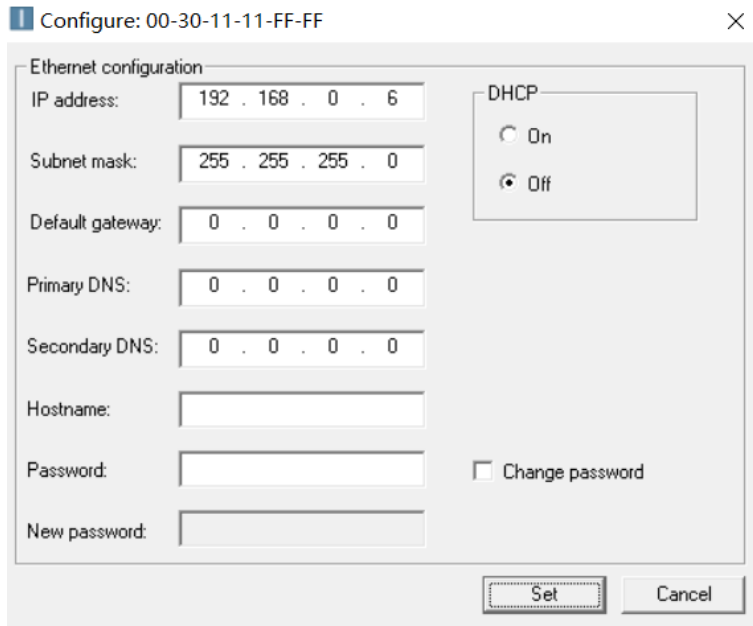 Configure: 00-30-11-11-FF-FF
Ethernet configuration
IP address: 192 . 168 . 0 . 6
DHCP
On
Subnet mask: 255 . 255 . 255 . 0
Off
Default gateway: 0 . 0 . 0 . 0
Primary DNS: 0 . 0 . 0 . 0
Secondary DNS: 0 . 0 . 0 . 0
Hostname:
Password:
Change password
New password:
Set
Cancel